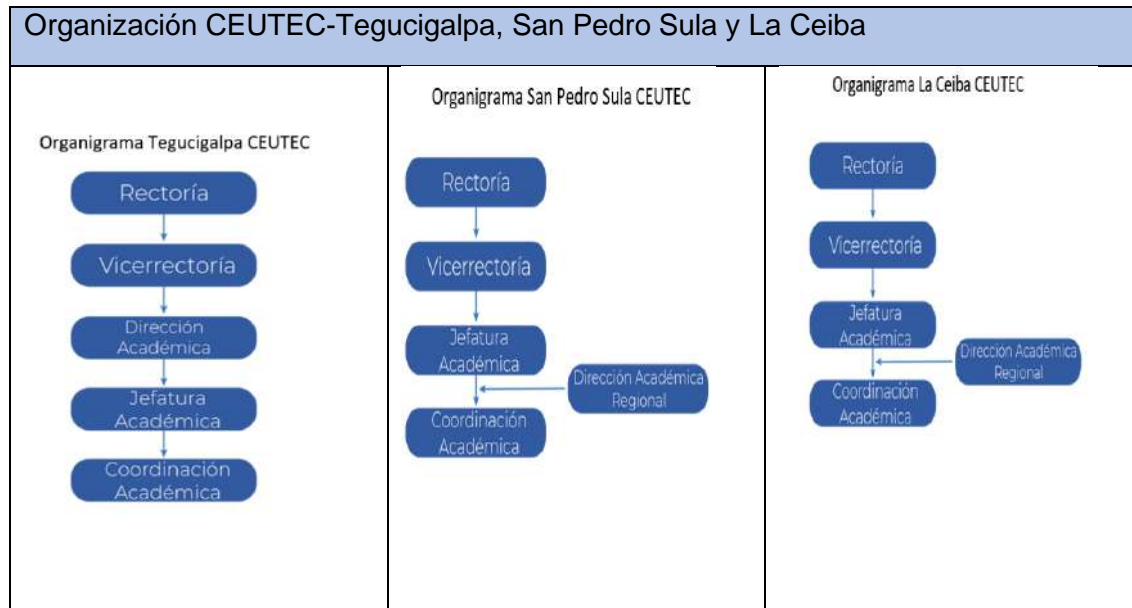 Organización CEUTEC-Tegucigalpa, San Pedro Sula y La Ceiba
Organigrama Tegucigalpa CEUTEC
Rectoría
Vicerrectoría
Dirección
Académica
Jefatura
Académica
Coordinación
Académica
Organigrama San Pedro Sula CEUTEC
Rectoría
Vicerrectoría
Jefatura
Académica
Dirección Académica
Regional
Coordinación
Académica
Organigrama La Ceiba CEUTEC
Rectoría
Vicerrectoría
Jefatura
Académica
Dirección Académica
Regional
Coordinación
Académica